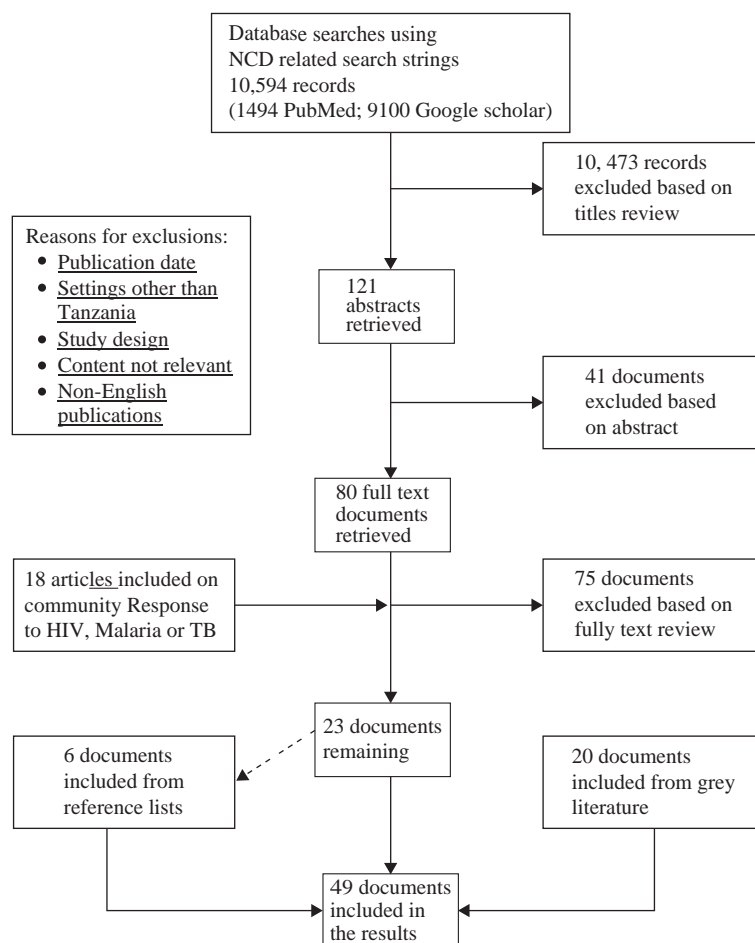 Database searches using
NCD related search strings
10,594 records
(1494 PubMed; 9100 Google scholar)
10, 473 records
excluded based on
titles review
Reasons for exclusions:
• Publication date
• Settings other than
Tanzania
• Study design
• Content not relevant
• Non-English
publications
121
abstracts
retrieved
41 documents
excluded based
on abstract
80 full text
documents
retrieved
18 articles included on
community Response
to HIV, Malaria or TB
75 documents
excluded based on
fully text review
23 documents
remaining
6 documents
included from
reference lists
20 documents
included from grey
literature
49 documents
included in
the results